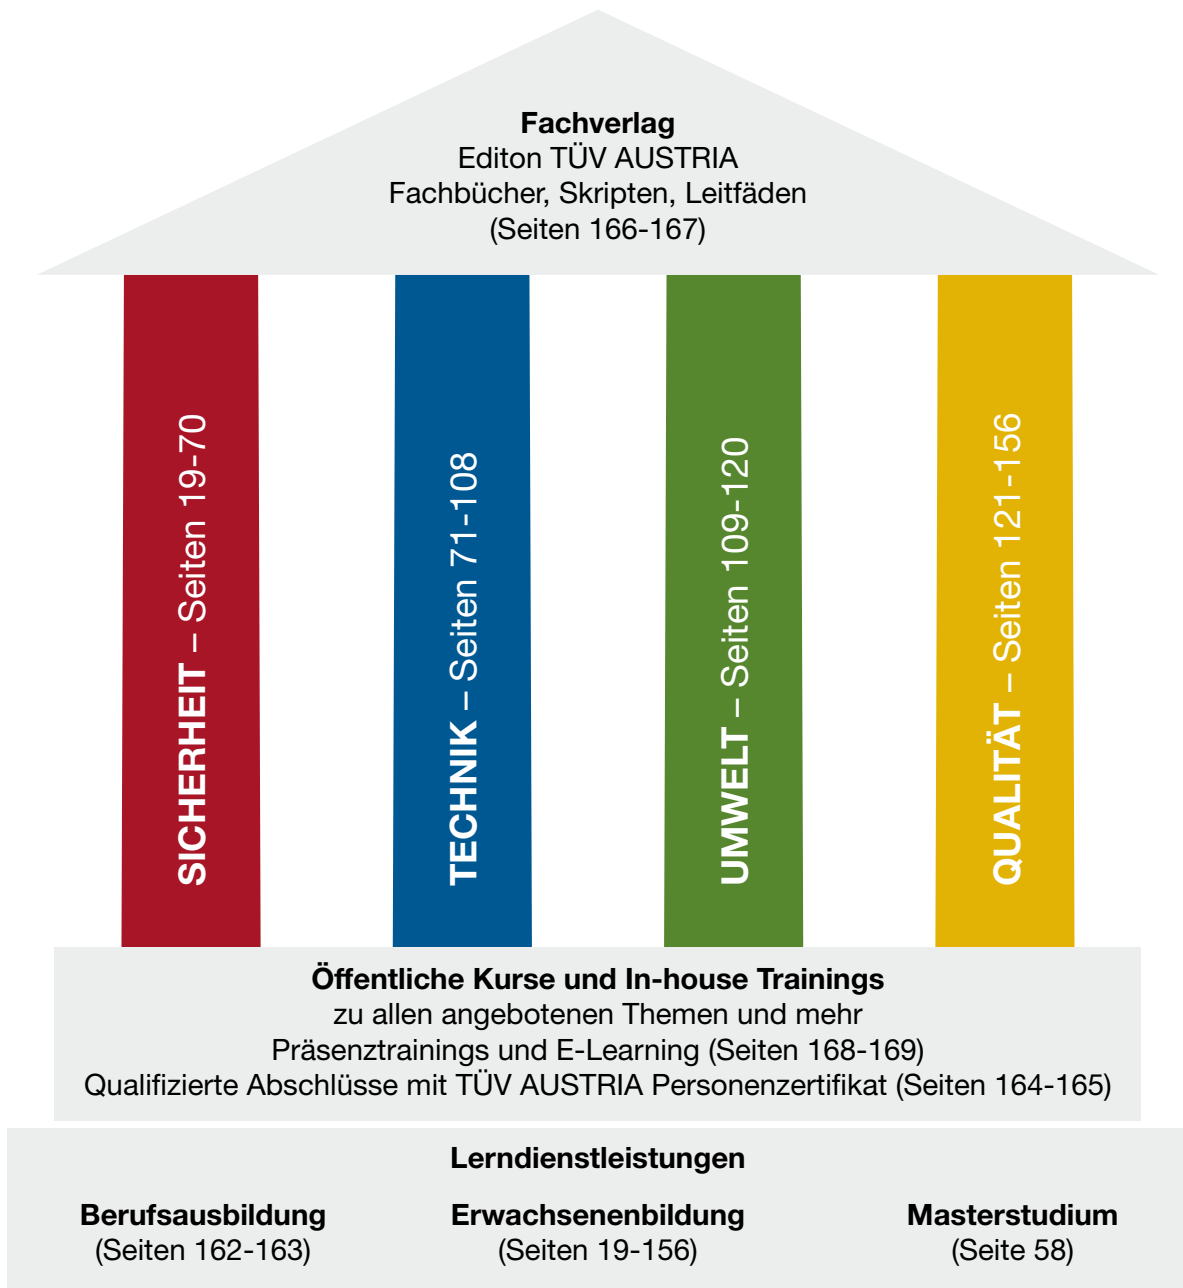 Fachverlag
Editon TÜV AUSTRIA
Fachbücher, Skripten, Leitfäden
(Seiten 166-167)
SICHERHEIT – Seiten 19-70
TECHNIK – Seiten 71-108
UMWELT – Seiten 109-120
QUALITÄT – Seiten 121-156
Öffentliche Kurse und In-house Trainings
zu allen angebotenen Themen und mehr
Präsenztrainings und E-Learning (Seiten 168-169)
Qualifizierte Abschlüsse mit TÜV AUSTRIA Personenzertifikat (Seiten 164-165)
Lerndienstleistungen
Berufsausbildung
(Seiten 162-163)
Erwachsenenbildung
(Seiten 19-156)
Masterstudium
(Seite 58)